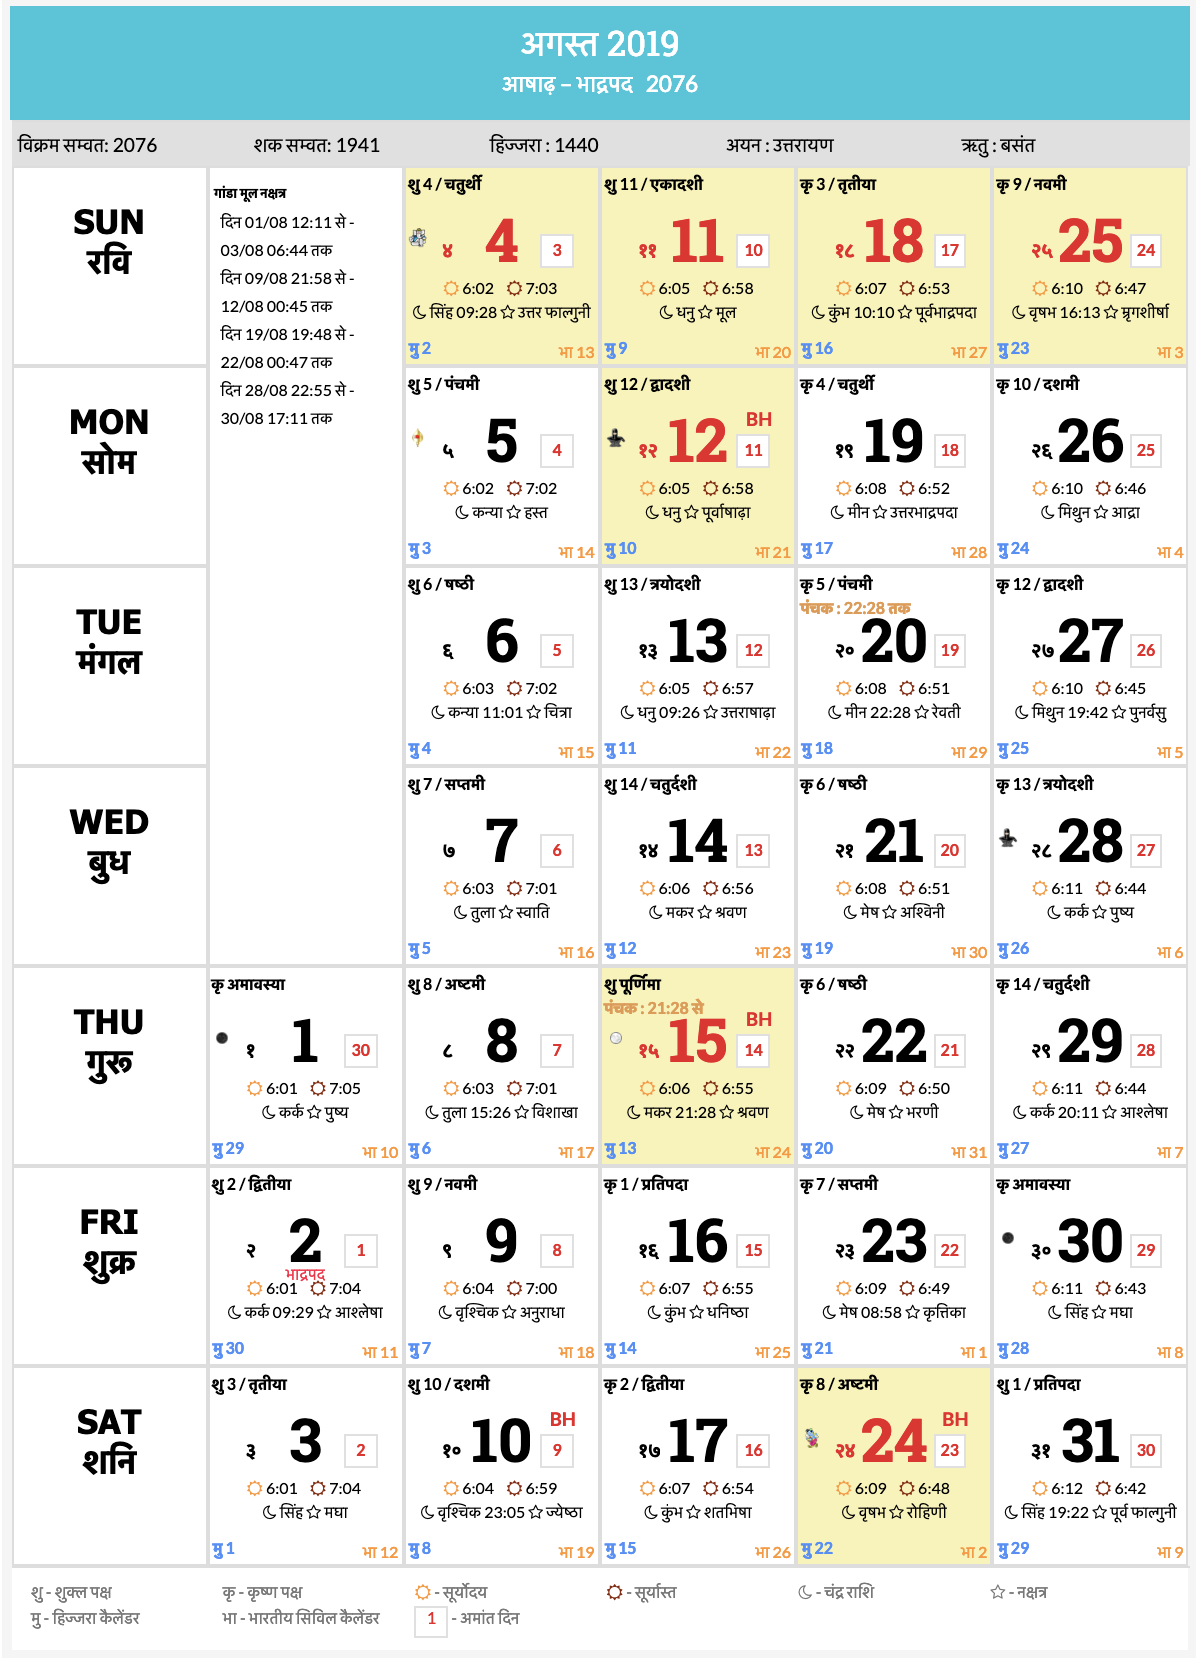 अगस्त 2019
आषाढ़ – भाद्रपद 2076
विक्रम सम्वत: 2076 शक सम्वत: 1941 हिज्जरा : 1440 अयन : उत्तरायण ऋतु : बसंत
SUN
रवि
गांडा मूल नक्षत्र
दिन 01/08 12:11 से -
03/08 06:44 तक
दिन 09/08 21:58 से -
12/08 00:45 तक
दिन 19/08 19:48 से -
22/08 00:47 तक
दिन 28/08 22:55 से -
30/08 17:11 तक
शु 4 / चतुर्थी
४ 4 3
6:02 7:03
सिंह 09:28 उत्तर फाल्गुनी
मु 2 भा 13
शु 11 / एकादशी
११ 11 10
6:05 6:58
धनु मूल
मु 9 भा 20
कृ 3 / तृतीया
१८ 18 17
6:07 6:53
कुंभ 10:10 पूर्वभाद्रपदा
मु 16 भा 27
कृ 9 / नवमी
२५ 25 24
6:10 6:47
वृषभ 16:13 म्रृगशीर्षा
मु 23 भा 3
MON
सोम
शु 5 / पंचमी
५ 5 4
6:02 7:02
कन्या हस्त
मु 3 भा 14
शु 12 / द्वादशी
BH
१२ 12 11
6:05 6:58
धनु पूर्वाषाढ़ा
मु 10 भा 21
कृ 4 / चतुर्थी
१९ 19 18
6:08 6:52
मीन उत्तरभाद्रपदा
मु 17 भा 28
कृ 10 / दशमी
२६ 26 25
6:10 6:46
मिथुन आद्रा
मु 24 भा 4
TUE
मंगल
शु 6 / षष्ठी
६ 6 5
6:03 7:02
कन्या 11:01 चित्रा
मु 4 भा 15
शु 13 / त्रयोदशी
१३ 13 12
6:05 6:57
धनु 09:26 उत्तराषाढ़ा
मु 11 भा 22
कृ 5 / पंचमी
पंचक : 22:28 तक
२० 20 19
6:08 6:51
मीन 22:28 रेवती
मु 18 भा 29
कृ 12 / द्वादशी
२७ 27 26
6:10 6:45
मिथुन 19:42 पुनर्वसु
मु 25 भा 5
WED
बुध
शु 7 / सप्तमी
७ 7 6
6:03 7:01
तुला स्वाति
मु 5 भा 16
शु 14 / चतुर्दशी
१४ 14 13
6:06 6:56
मकर श्रवण
मु 12 भा 23
कृ 6 / षष्ठी
२१ 21 20
6:08 6:51
मेष अश्विनी
मु 19 भा 30
कृ 13 / त्रयोदशी
२८ 28 27
6:11 6:44
कर्क पुष्य
मु 26 भा 6
THU
गुरू
कृ अमावस्या
१ 1 30
6:01 7:05
कर्क पुष्य
मु 29 भा 10
शु 8 / अष्टमी
८ 8 7
6:03 7:01
तुला 15:26 विशाखा
मु 6 भा 17
शु पूर्णिमा
पंचक : 21:28 से
BH
१५ 15 14
6:06 6:55
मकर 21:28 श्रवण
मु 13 भा 24
कृ 6 / षष्ठी
२२ 22 21
6:09 6:50
मेष भरणी
मु 20 भा 31
कृ 14 / चतुर्दशी
२९ 29 28
6:11 6:44
कर्क 20:11 आश्लेषा
मु 27 भा 7
FRI
शुक्र
शु 2 / द्वितीया
२ 2 1
भाद्रपद
6:01 7:04
कर्क 09:29 आश्लेषा
मु 30 भा 11
शु 9 / नवमी
९ 9 8
6:04 7:00
वृश्चिक अनुराधा
मु 7 भा 18
कृ 1 / प्रतिपदा
१६ 16 15
6:07 6:55
कुंभ धनिष्ठा
मु 14 भा 25
कृ 7 / सप्तमी
२३ 23 22
6:09 6:49
मेष 08:58 कृत्तिका
मु 21 भा 1
कृ अमावस्या
३० 30 29
6:11 6:43
सिंह मघा
मु 28 भा 8
SAT
शनि
शु 3 / तृतीया
३ 3 2
6:01 7:04
सिंह मघा
मु 1 भा 12
शु 10 / दशमी
BH
१० 10 9
6:04 6:59
वृश्चिक 23:05 ज्येष्ठा
मु 8 भा 19
कृ 2 / द्वितीया
१७ 17 16
6:07 6:54
कुंभ शतभिषा
मु 15 भा 26
कृ 8 / अष्टमी
BH
२४ 24 23
6:09 6:48
वृषभ रोहिणी
मु 22 भा 2
शु 1 / प्रतिपदा
३१ 31 30
6:12 6:42
सिंह 19:22 पूर्व फाल्गुनी
मु 29 भा 9
शु - शुक्ल पक्ष कृ - कृष्ण पक्ष - सूर्योदय - सूर्यास्त - चंद्र राशि - नक्षत्र
मु - हिज्जरा कैलेंडर भा - भारतीय सिविल कैलेंडर 1 - अमांत दिन